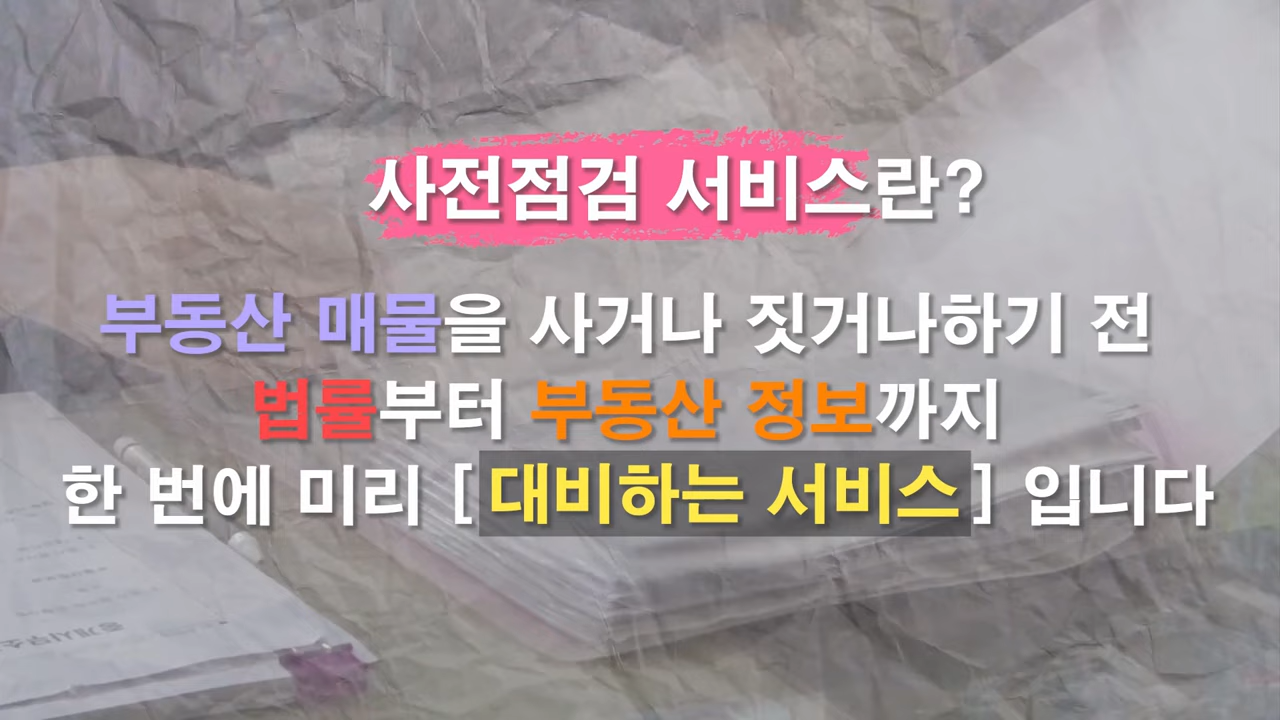 사전점검 서비스란?
부동산 매물을 사거나 짓거나하기 전
법률부터 부동산 정보까지
한 번에 미리 [대비하는 서비스] 입니다